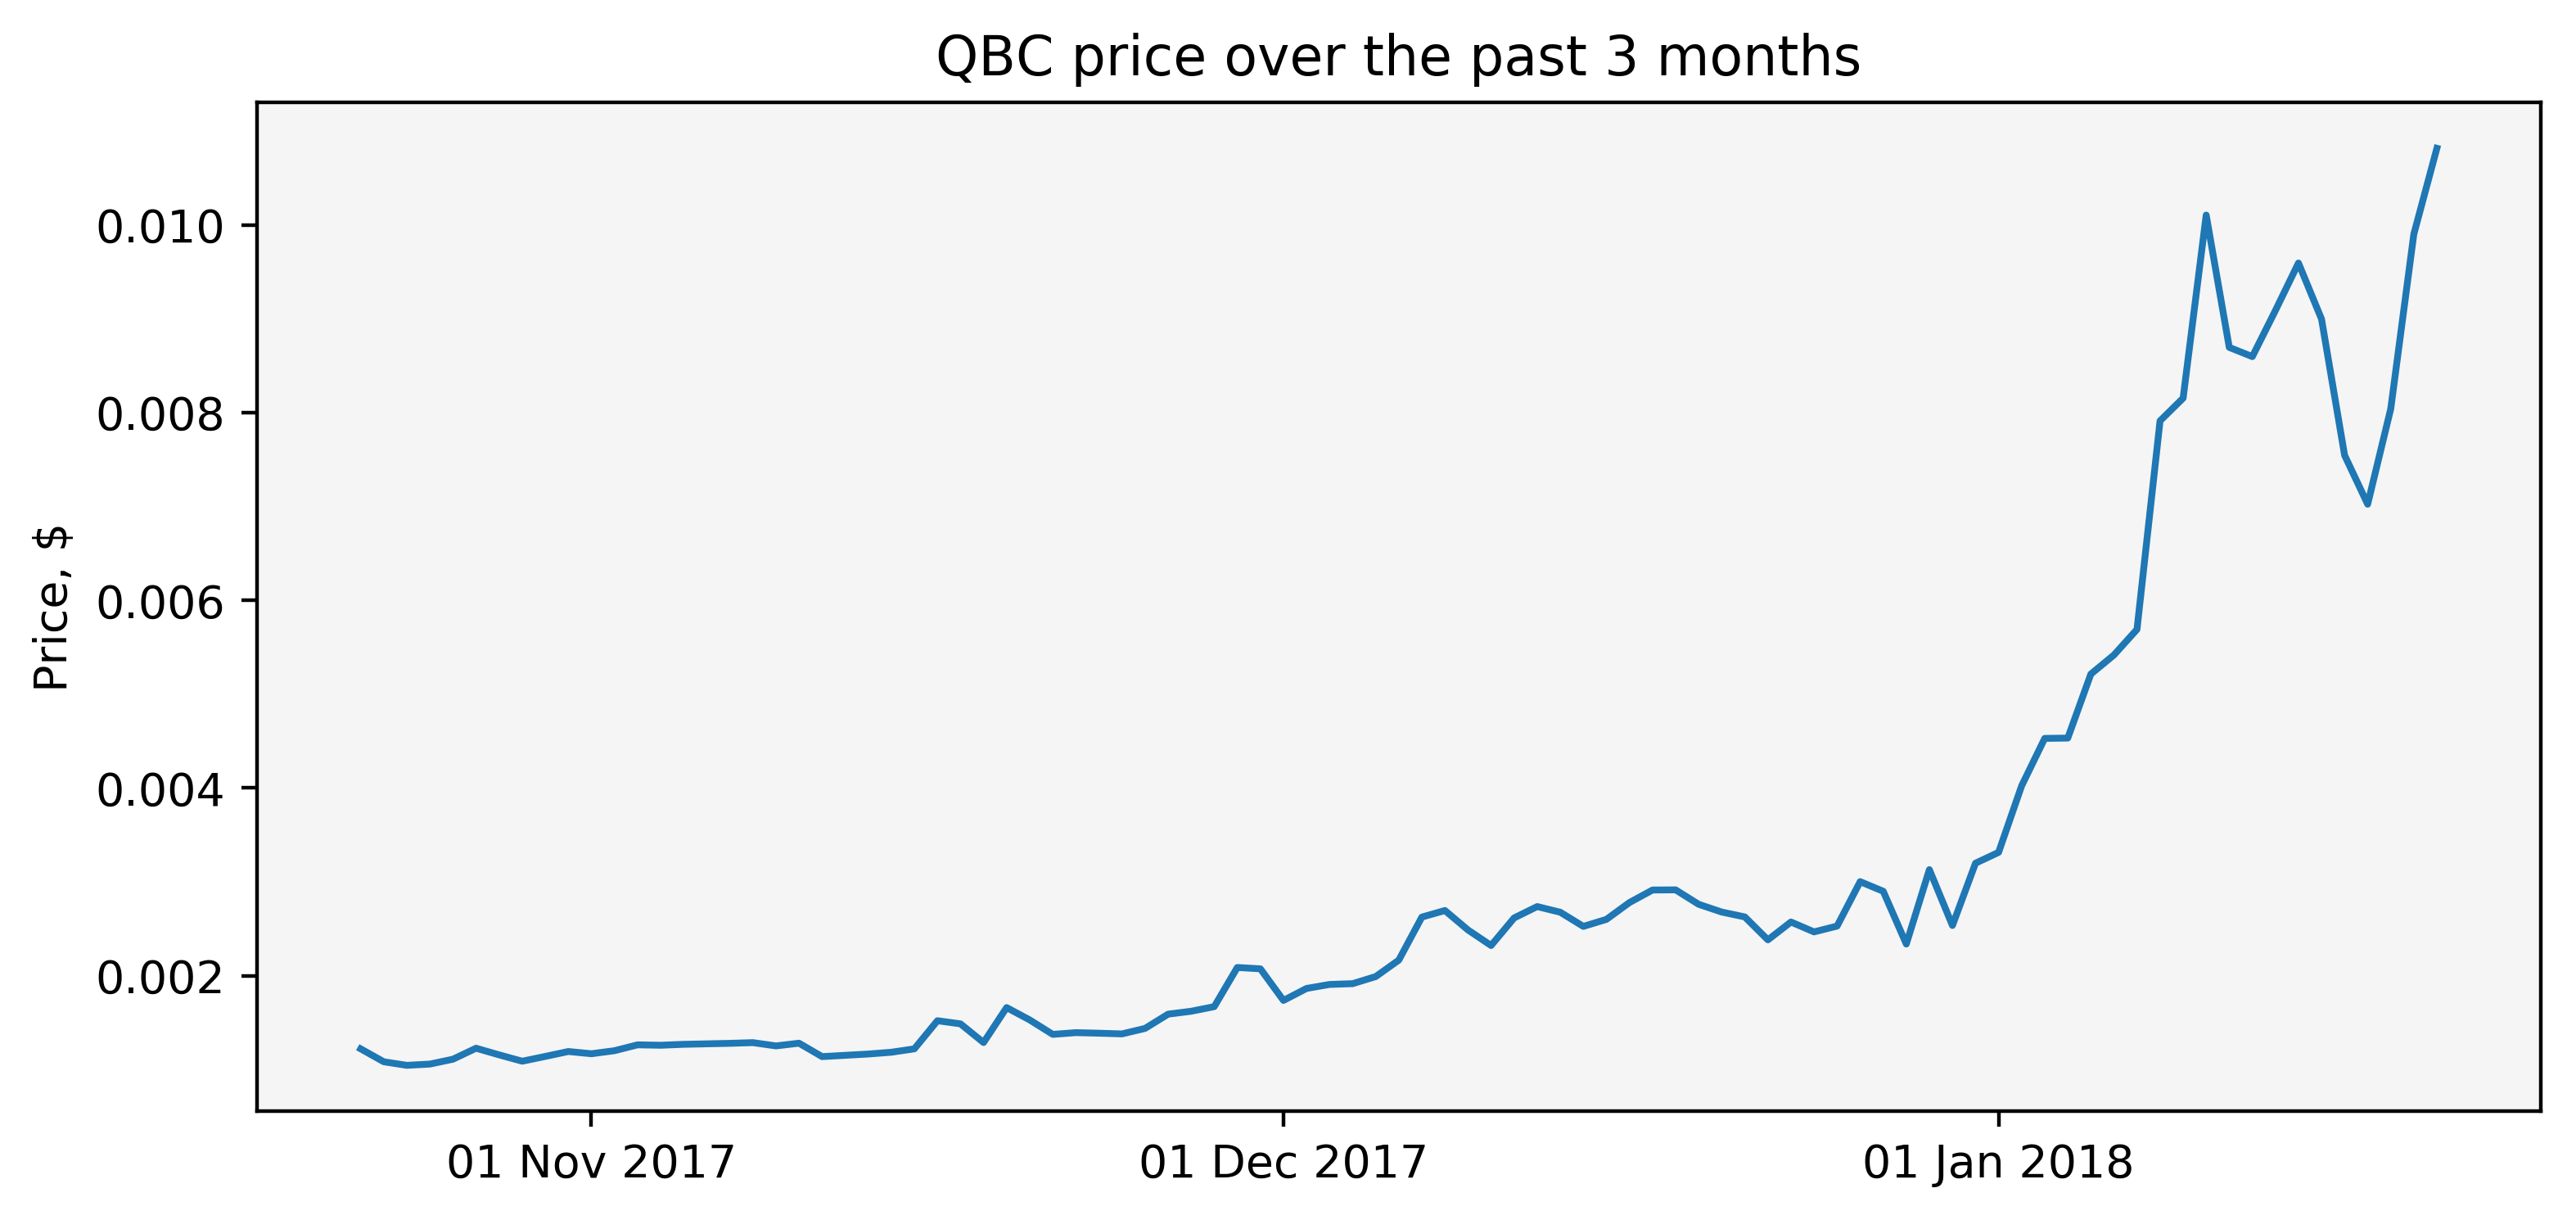 QBC price over the past 3 months
Price, $
0.010
0.008
0.006
0.004
0.002
01 Nov 2017
01 Dec 2017
01 Jan 2018